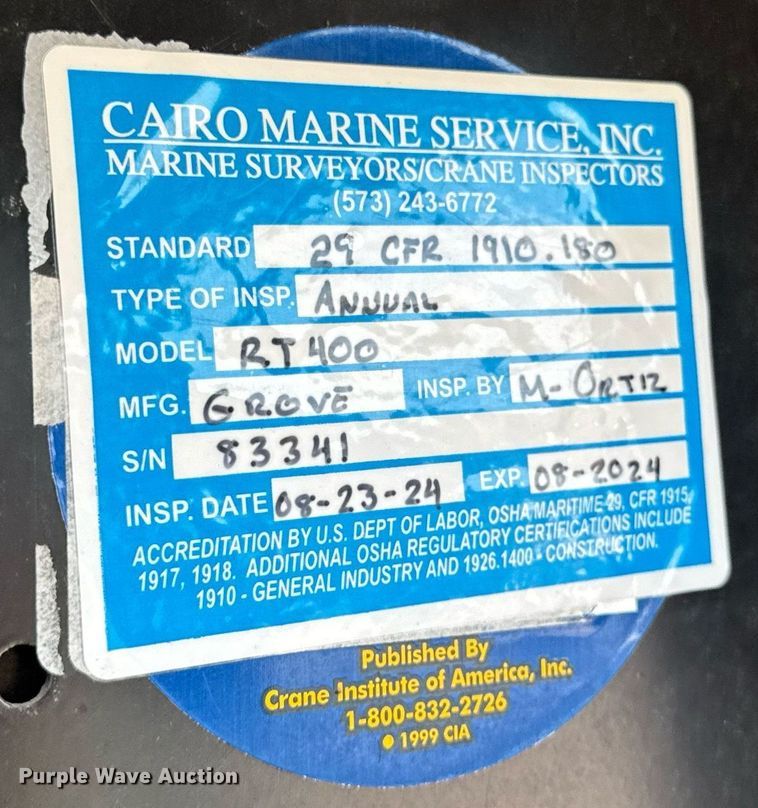 CAIRO MARINE SERVICE, INC.
MARINE SURVEYORS/CRANE INSPECTORS
(573) 243-6772
STANDARD 29 CFR 1910.180
TYPE OF INSP. ANNUAL
MODEL RT 400
MFG. GROVE INSP. BY M-ORTIZ
S/N 83341
INSP. DATE 08-23-24 EXP. 08-2024
ACCREDITATION BY U.S. DEPT OF LABOR, OSHA MARITIME-29, CFR 1915,
1917, 1918. ADDITIONAL OSHA REGULATORY CERTIFICATIONS INCLUDE
1910 - GENERAL INDUSTRY AND 1926.1400 - CONSTRUCTION.
Published By
Crane Institute of America, Inc.
1-800-832-2726
© 1999 CIA
Purple Wave Auction